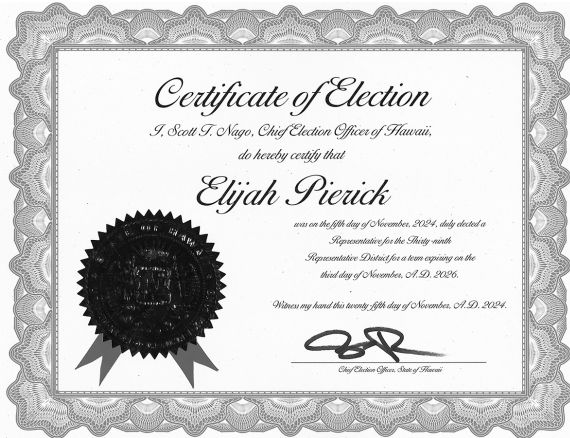 Certificate of Election
I, Scott T. Nago, Chief Election Officer of Hawaii,
do hereby certify that
Elijah Pierick
was on the fifth day of November, 2024, duly elected a
Representative for the Thirty-ninth
Representative District for a term expiring on the
third day of November, A.D. 2026.
Witness my hand this twenty-fifth day of November, A.D. 2024.
Chief Election Officer, State of Hawaii